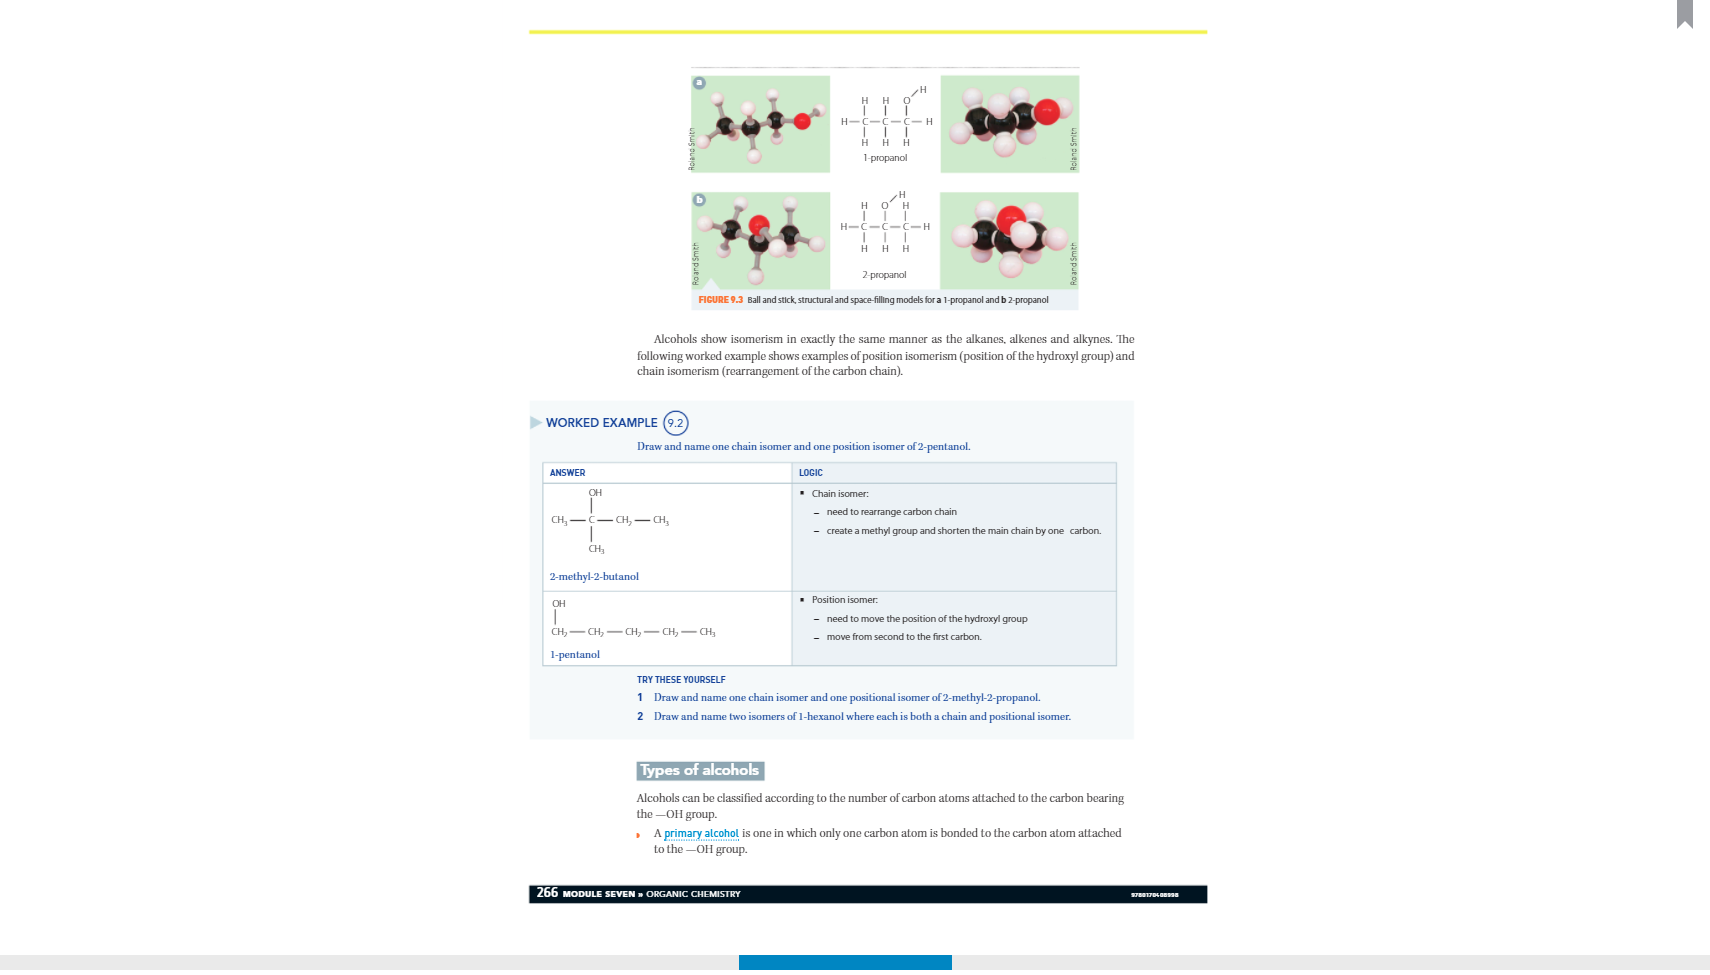 a
H
H H O
H C C C H
H H H
1-propanol
Roland Smith
Roland Smith
b
H
H O H
H C C C H
H H H
2-propanol
Roland Smith
Roland Smith
FIGURE 9.3 Ball and stick, structural and space-filling models for a 1-propanol and b 2-propanol
Alcohols show isomerism in exactly the same manner as the alkanes, alkenes and alkynes. The
following worked example shows examples of position isomerism (position of the hydroxyl group) and
chain isomerism (rearrangement of the carbon chain).
WORKED EXAMPLE 9.2
Draw and name one chain isomer and one position isomer of 2-pentanol.
ANSWER
LOGIC
OH
CH₃ — C — CH₂ — CH₃
CH₃
2-methyl-2-butanol
▪ Chain isomer:
– need to rearrange carbon chain
– create a methyl group and shorten the main chain by one carbon.
OH
CH₂ — CH₂ — CH₂ — CH₂ — CH₃
1-pentanol
▪ Position isomer:
– need to move the position of the hydroxyl group
– move from second to the first carbon.
TRY THESE YOURSELF
1 Draw and name one chain isomer and one positional isomer of 2-methyl-2-propanol.
2 Draw and name two isomers of 1-hexanol where each is both a chain and positional isomer.
Types of alcohols
Alcohols can be classified according to the number of carbon atoms attached to the carbon bearing
the —OH group.
A primary alcohol is one in which only one carbon atom is bonded to the carbon atom attached
to the —OH group.
266 MODULE SEVEN » ORGANIC CHEMISTRY
9780170408998